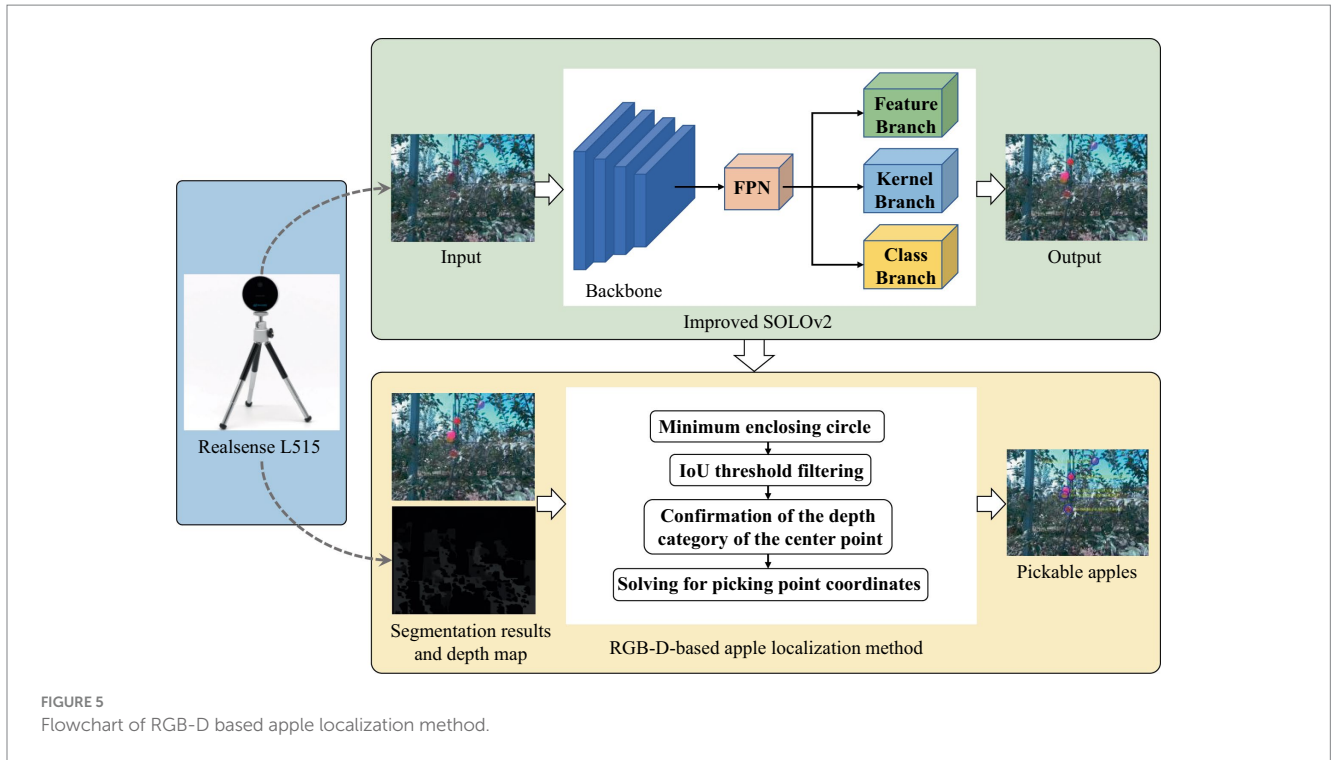 Feature
Branch
FPN
Kernel
Branch
Class
Branch
Input
Backbone
Output
Improved SOLOv2
Realsense L515
Minimum enclosing circle
IoU threshold filtering
Confirmation of the depth
category of the center point
Solving for picking point coordinates
Pickable apples
Segmentation results
and depth map
RGB-D-based apple localization method
FIGURE 5
Flowchart of RGB-D based apple localization method.